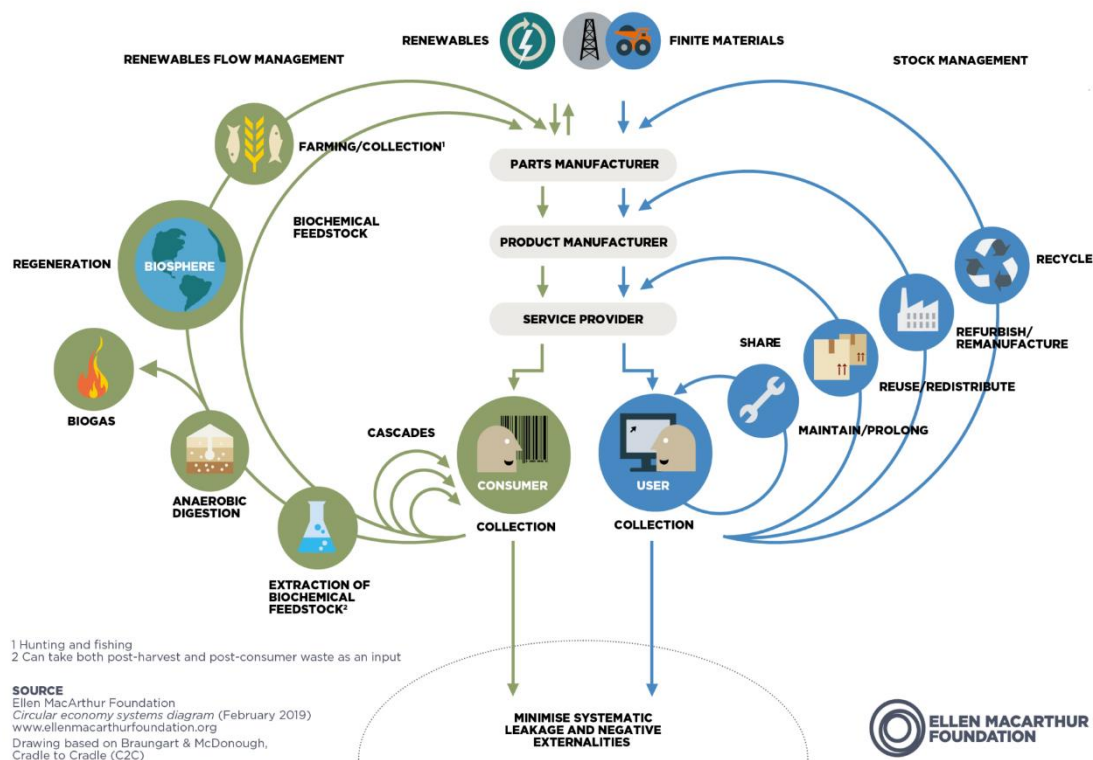 RENEWABLES
FINITE MATERIALS
RENEWABLES FLOW MANAGEMENT
STOCK MANAGEMENT
FARMING/COLLECTION¹
PARTS MANUFACTURER
BIOCHEMICAL
FEEDSTOCK
PRODUCT MANUFACTURER
REGENERATION
BIOSPHERE
RECYCLE
SERVICE PROVIDER
SHARE
REFURBISH/
REMANUFACTURE
REUSE/REDISTRIBUTE
BIOGAS
CASCADES
MAINTAIN/PROLONG
CONSUMER
USER
ANAEROBIC
DIGESTION
COLLECTION
COLLECTION
EXTRACTION OF
BIOCHEMICAL
FEEDSTOCK²
1 Hunting and fishing
2 Can take both post-harvest and post-consumer waste as an input
SOURCE
Ellen MacArthur Foundation
Circular economy systems diagram (February 2019)
www.ellenmacarthurfoundation.org
Drawing based on Braungart & McDonough,
Cradle to Cradle (C2C)
MINIMISE SYSTEMATIC
LEAKAGE AND NEGATIVE
EXTERNALITIES
ELLEN MACARTHUR
FOUNDATION